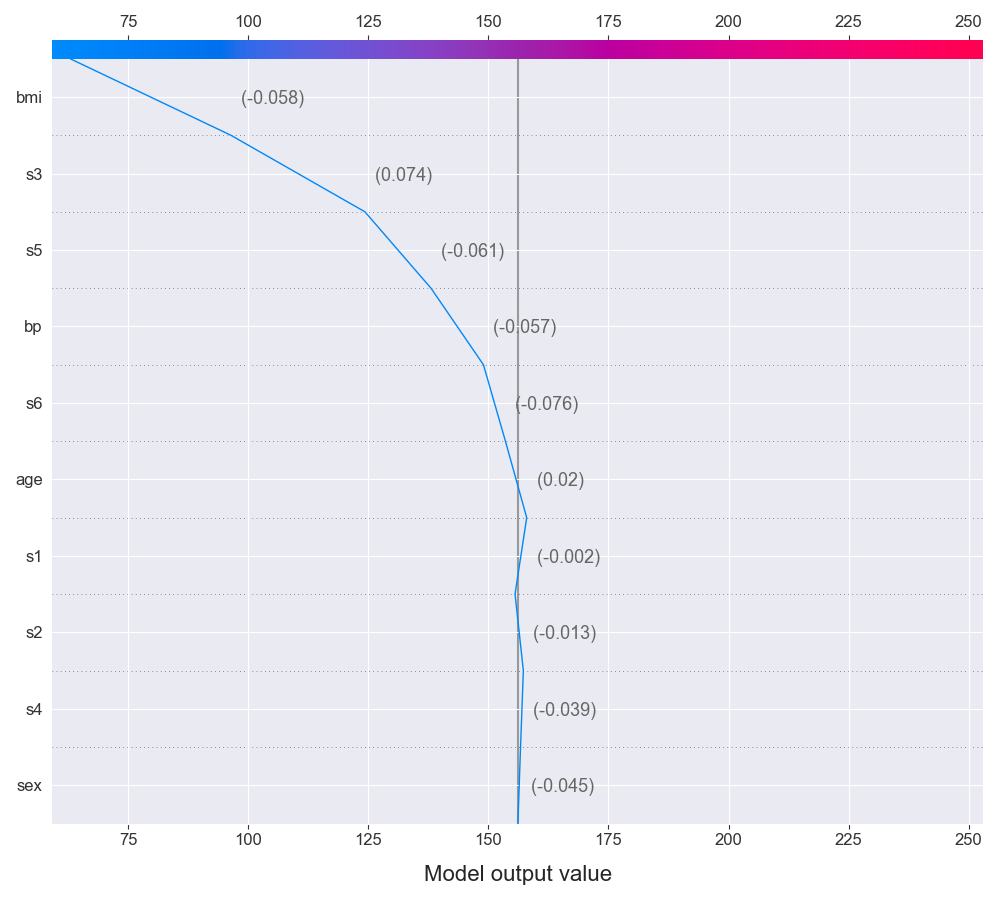 75 100 125 150 175 200 225 250
bmi (-0.058)
s3 (0.074)
s5 (-0.061)
bp (-0.057)
s6 (-0.076)
age (0.02)
s1 (-0.002)
s2 (-0.013)
s4 (-0.039)
sex (-0.045)
75 100 125 150 175 200 225 250
Model output value